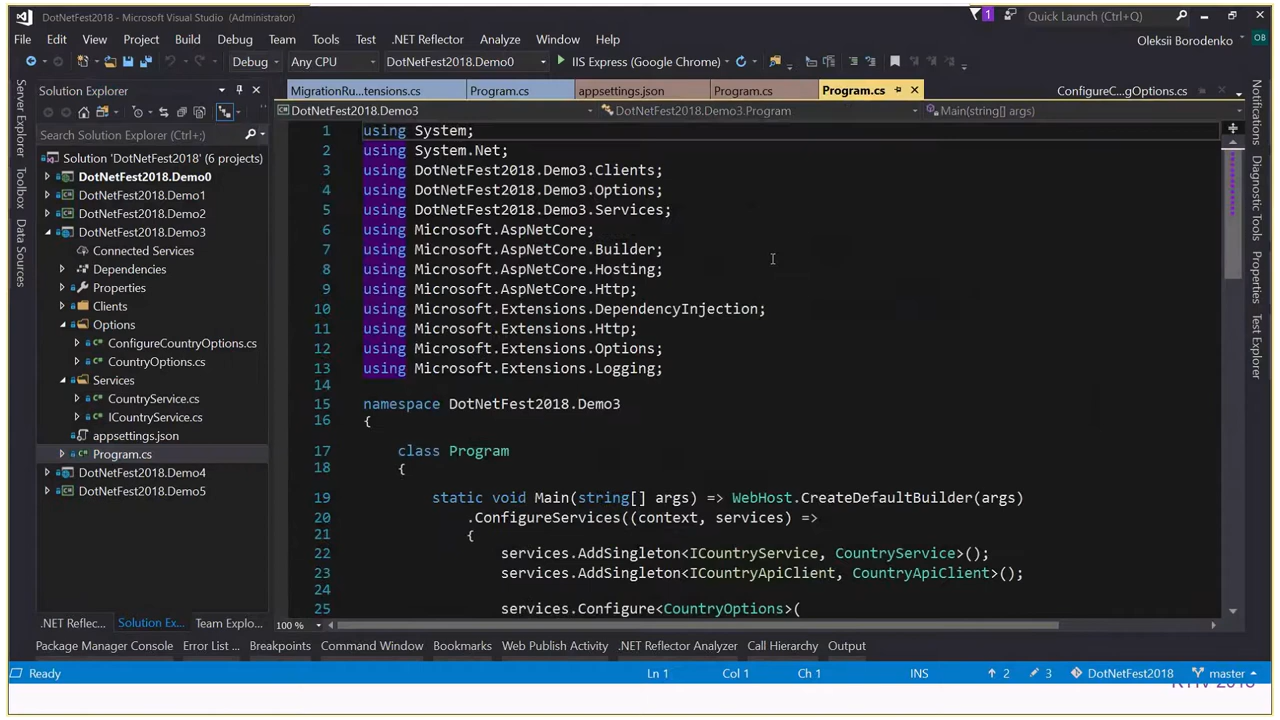 DotNetFest2018 - Microsoft Visual Studio (Administrator)
1
Quick Launch (Ctrl+Q)
File Edit View Project Build Debug Team Tools Test .NET Reflector Analyze Window Help
Oleksii Borodenko
OB
Debug Any CPU DotNetFest2018.Demo0 IIS Express (Google Chrome)
Server Explorer
Toolbox
Data Sources
Solution Explorer
Search Solution Explorer (Ctrl+;)
Solution 'DotNetFest2018' (6 projects)
DotNetFest2018.Demo0
DotNetFest2018.Demo1
DotNetFest2018.Demo2
DotNetFest2018.Demo3
Connected Services
Dependencies
Properties
Clients
Options
ConfigureCountryOptions.cs
CountryOptions.cs
Services
CountryService.cs
ICountryService.cs
appsettings.json
Program.cs
DotNetFest2018.Demo4
DotNetFest2018.Demo5
.NET Reflec... Solution Ex... Team Explo...
MigrationRu...tensions.cs Program.cs appsettings.json Program.cs Program.cs ConfigureC...gOptions.cs
DotNetFest2018.Demo3 DotNetFest2018.Demo3.Program Main(string[] args)
1 using System;
2 using System.Net;
3 using DotNetFest2018.Demo3.Clients;
4 using DotNetFest2018.Demo3.Options;
5 using DotNetFest2018.Demo3.Services;
6 using Microsoft.AspNetCore;
7 using Microsoft.AspNetCore.Builder;
8 using Microsoft.AspNetCore.Hosting;
9 using Microsoft.AspNetCore.Http;
10 using Microsoft.Extensions.DependencyInjection;
11 using Microsoft.Extensions.Http;
12 using Microsoft.Extensions.Options;
13 using Microsoft.Extensions.Logging;
14
15 namespace DotNetFest2018.Demo3
16 {
17 class Program
18 {
19 static void Main(string[] args) => WebHost.CreateDefaultBuilder(args)
20 .ConfigureServices((context, services) =>
21 {
22 services.AddSingleton<ICountryService, CountryService>();
23 services.AddSingleton<ICountryApiClient, CountryApiClient>();
24
25 services.Configure<CountryOptions>(
100 %
Notifications
Diagnostic Tools
Properties
Test Explorer
Package Manager Console Error List ... Breakpoints Command Window Bookmarks Web Publish Activity .NET Reflector Analyzer Call Hierarchy Output
Ready Ln 1 Col 1 Ch 1 INS 2 3 DotNetFest2018 master